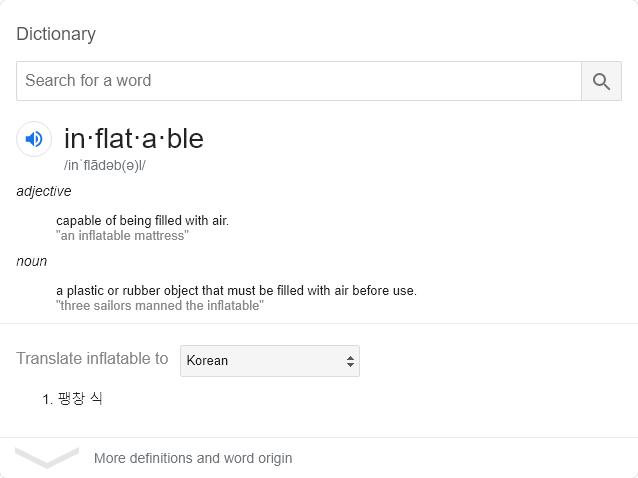 Dictionary
Search for a word
in·flat·a·ble
/inˈflādəb(ə)l/
adjective
capable of being filled with air.
"an inflatable mattress"
noun
a plastic or rubber object that must be filled with air before use.
"three sailors manned the inflatable"
Translate inflatable to Korean
1. 팽창 식
More definitions and word origin